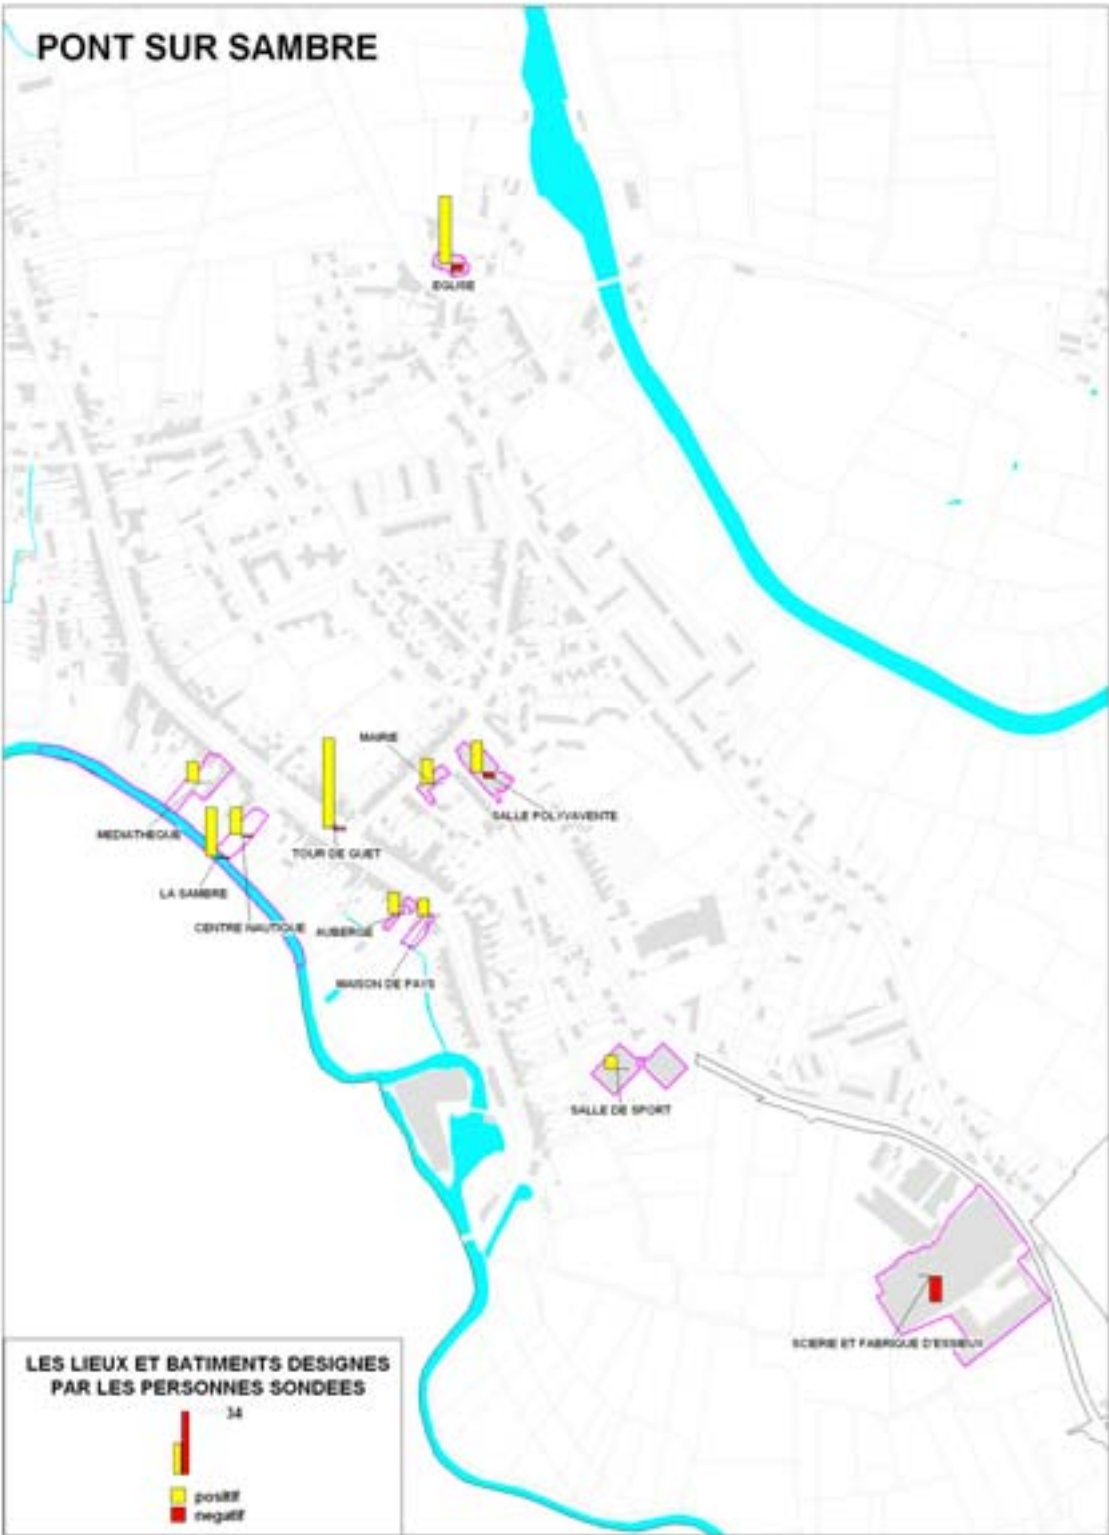 PONT SUR SAMBRE
EGLISE
MAIRIE
SALLE POLYVAVENTE
MEDIATHEQUE
TOUR DE GUET
LA SAMBRE
CENTRE NAUTIQUE
AUBERGE
MAISON DE PAYS
SALLE DE SPORT
SCIERIE ET FABRIQUE D'ESSIEUX
LES LIEUX ET BATIMENTS DESIGNES
PAR LES PERSONNES SONDEES
34
positif
negatif